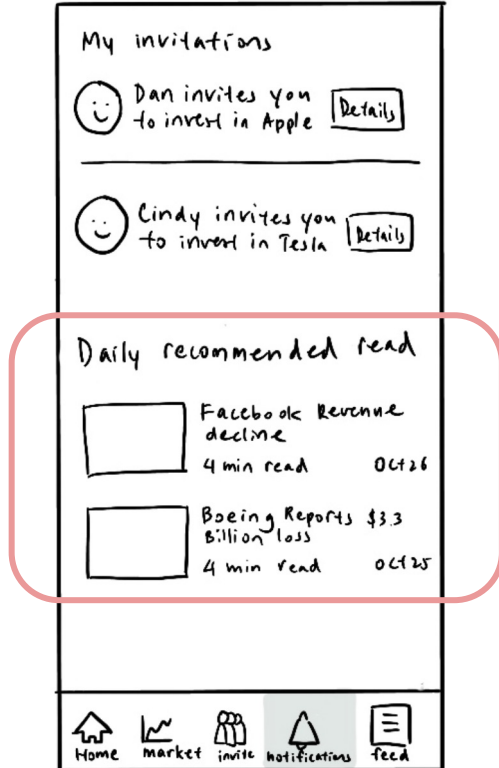 My invitations
Dan invites you
to invest in Apple
Details
Cindy invites you
to invest in Tesla
Details
Daily recommended read
Facebook Revenue
decline
4 min read Oct 26
Boeing Reports $3.3
Billion loss
4 min read Oct 25
Home market invite notifications feed